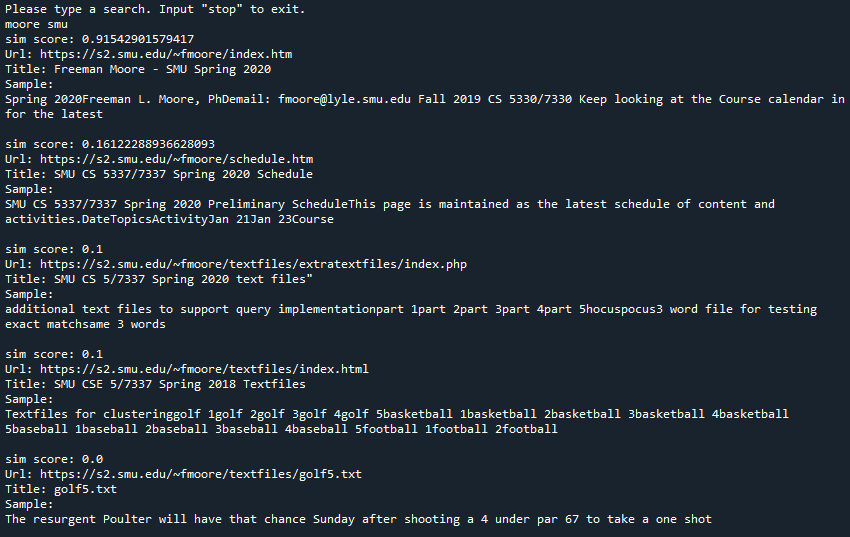 Please type a search. Input "stop" to exit.
moore smu
sim score: 0.91542901579417
Url: https://s2.smu.edu/~fmoore/index.htm
Title: Freeman Moore - SMU Spring 2020
Sample:
Spring 2020Freeman L. Moore, PhDemail: fmoore@lyle.smu.edu Fall 2019 CS 5330/7330 Keep looking at the Course calendar in
for the latest

sim score: 0.16122288936628093
Url: https://s2.smu.edu/~fmoore/schedule.htm
Title: SMU CS 5337/7337 Spring 2020 Schedule
Sample:
SMU CS 5337/7337 Spring 2020 Preliminary ScheduleThis page is maintained as the latest schedule of content and
activities.DateTopicsActivityJan 21Jan 23Course

sim score: 0.1
Url: https://s2.smu.edu/~fmoore/textfiles/extratextfiles/index.php
Title: SMU CS 5/7337 Spring 2020 text files"
Sample:
additional text files to support query implementationpart 1part 2part 3part 4part 5hocuspocus3 word file for testing
exact matchsame 3 words

sim score: 0.1
Url: https://s2.smu.edu/~fmoore/textfiles/index.html
Title: SMU CSE 5/7337 Spring 2018 Textfiles
Sample:
Textfiles for clusteringgolf 1golf 2golf 3golf 4golf 5basketball 1basketball 2basketball 3basketball 4basketball
5baseball 1baseball 2baseball 3baseball 4baseball 5football 1football 2football

sim score: 0.0
Url: https://s2.smu.edu/~fmoore/textfiles/golf5.txt
Title: golf5.txt
Sample:
The resurgent Poulter will have that chance Sunday after shooting a 4 under par 67 to take a one shot